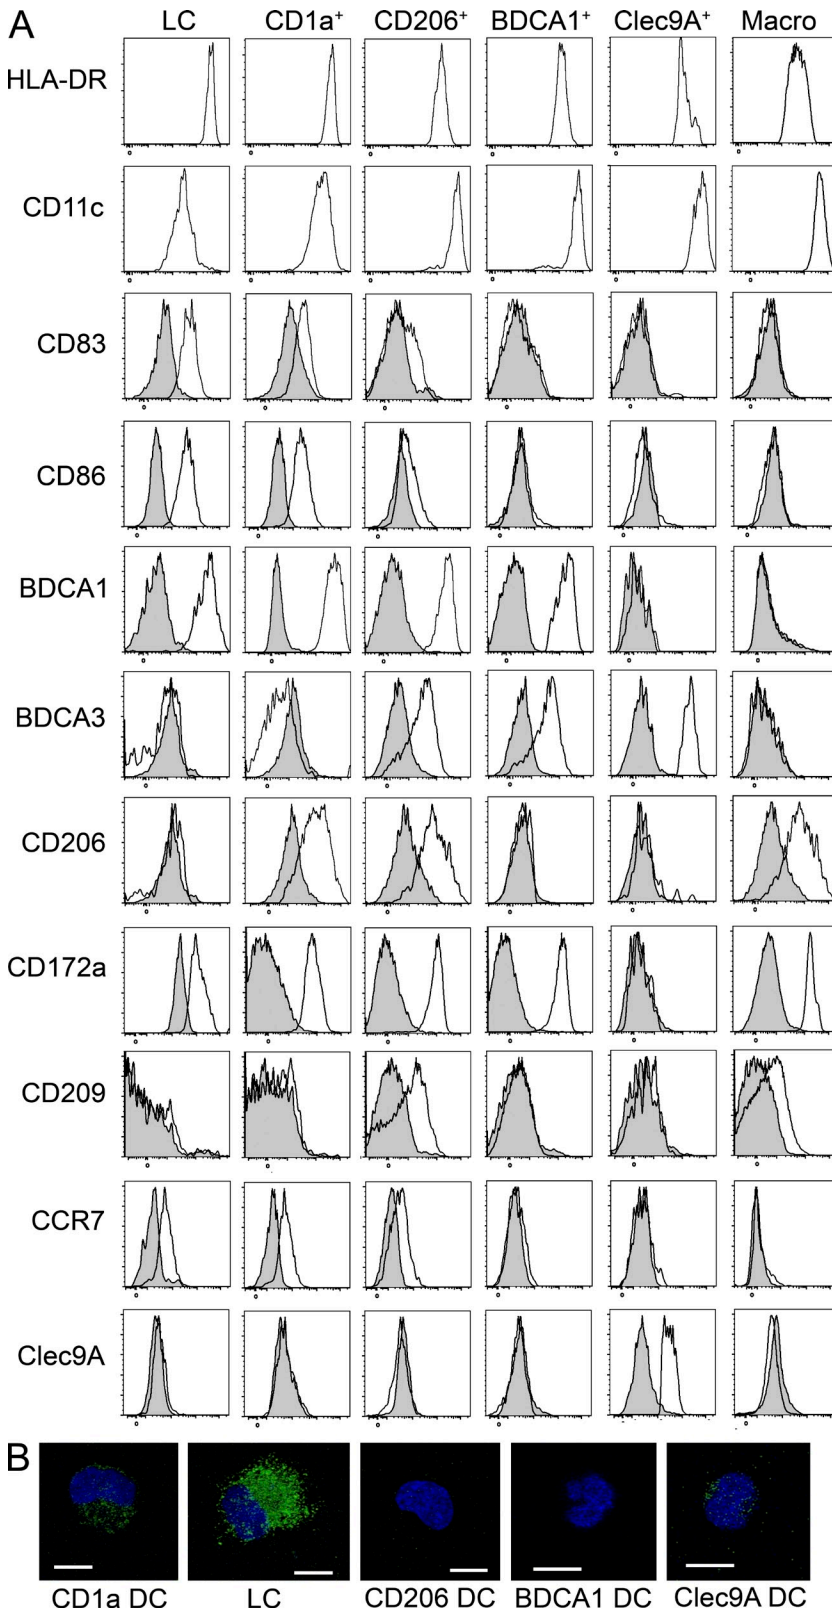 A
LC CD1a+ CD206+ BDCA1+ Clec9A+ Macro
HLA-DR
CD11c
CD83
CD86
BDCA1
BDCA3
CD206
CD172a
CD209
CCR7
Clec9A
B
CD1a DC LC CD206 DC BDCA1 DC Clec9A DC